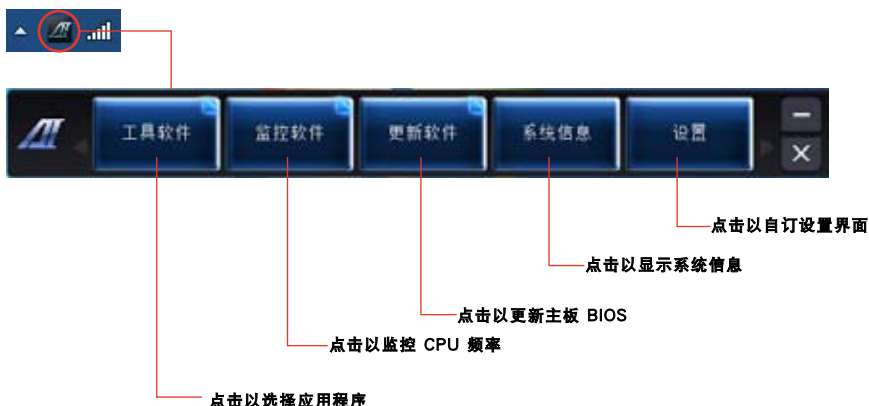 工具软件
监控软件
更新软件
系统信息
设置
点击以自订设置界面
点击以显示系统信息
点击以更新主板 BIOS
点击以监控 CPU 频率
点击以选择应用程序